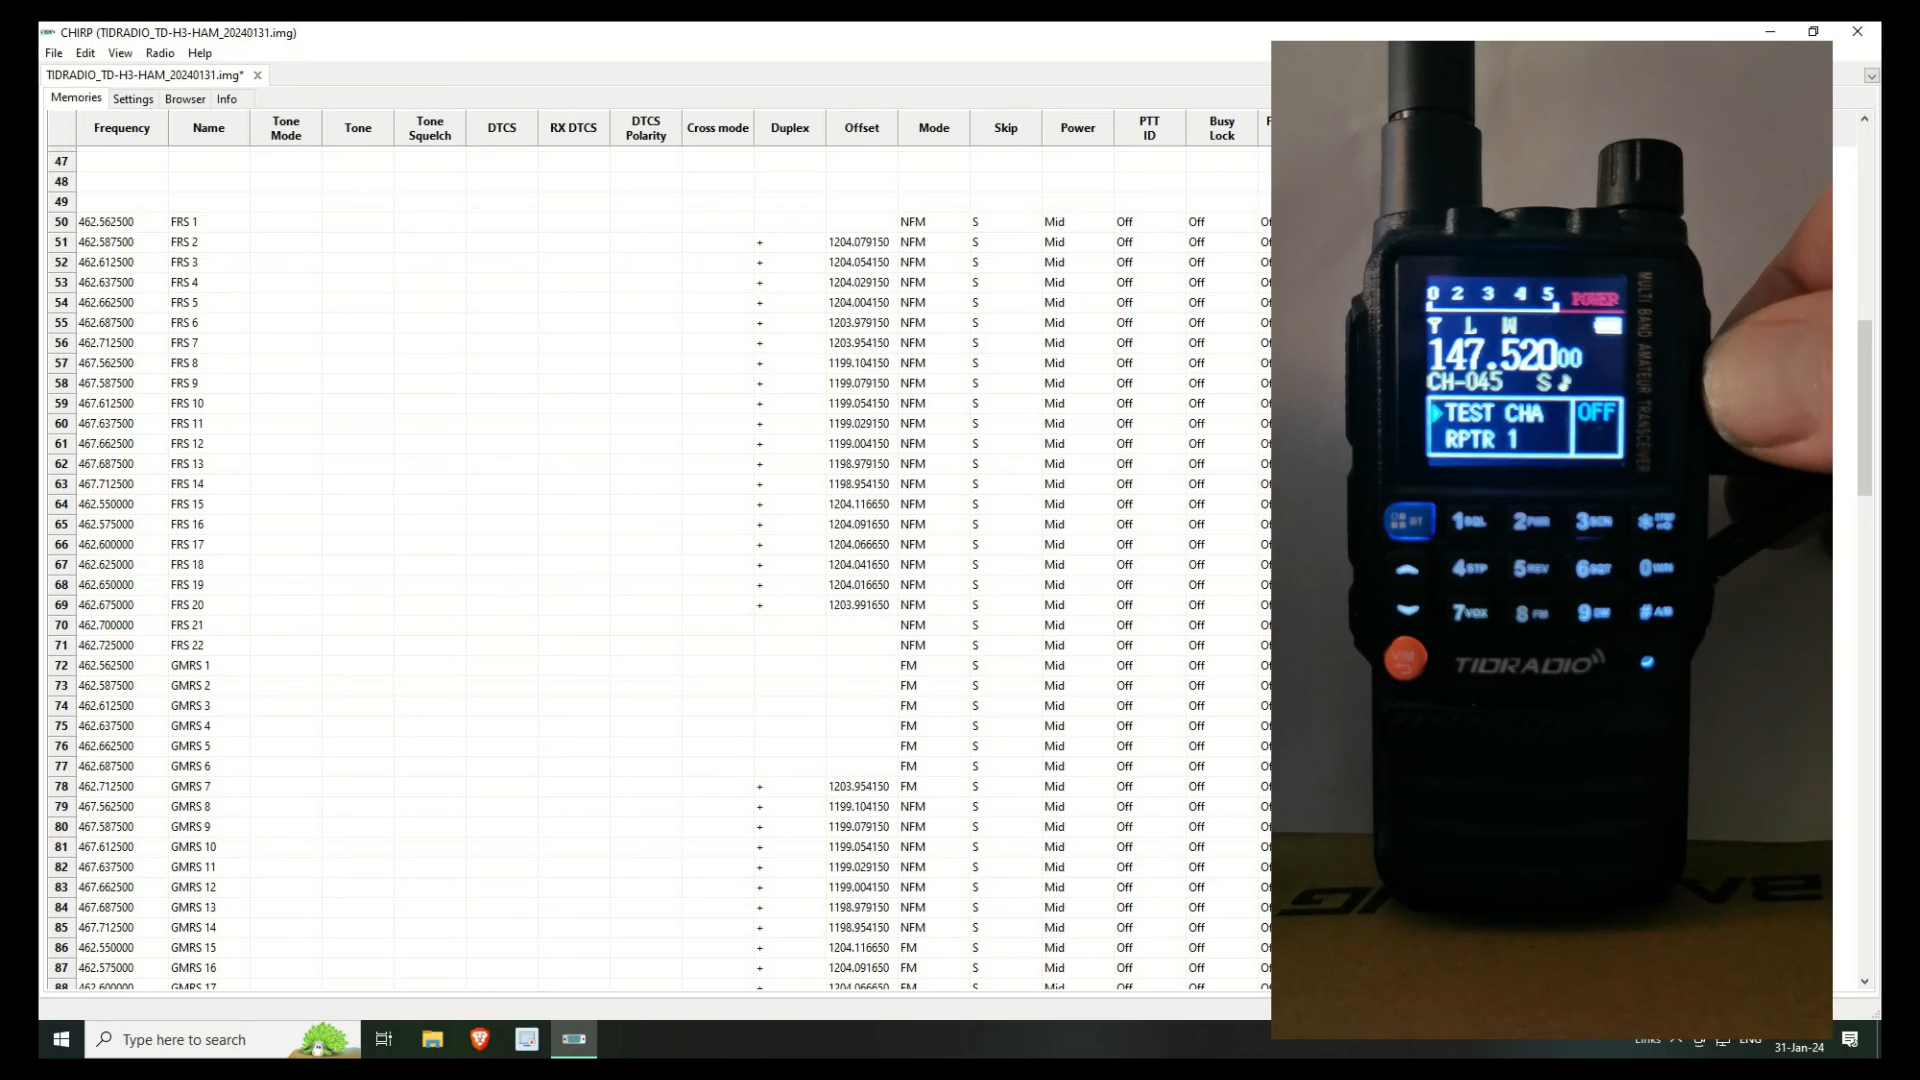 CHIRP (TIDRADIO_TD-H3-HAM_20240131.img)
File Edit View Radio Help
TIDRADIO_TD-H3-HAM_20240131.img*
Memories Settings Browser Info
Frequency Name Tone Mode Tone Tone Squelch DTCS RX DTCS DTCS Polarity Cross mode Duplex Offset Mode Skip Power PTT ID Busy Lock
47
48
49
50 462.562500 FRS 1 NFM S Mid Off Off
51 462.587500 FRS 2 + 1204.079150 NFM S Mid Off Off
52 462.612500 FRS 3 + 1204.054150 NFM S Mid Off Off
53 462.637500 FRS 4 + 1204.029150 NFM S Mid Off Off
54 462.662500 FRS 5 + 1204.004150 NFM S Mid Off Off
55 462.687500 FRS 6 + 1203.979150 NFM S Mid Off Off
56 462.712500 FRS 7 + 1203.954150 NFM S Mid Off Off
57 467.562500 FRS 8 + 1199.104150 NFM S Mid Off Off
58 467.587500 FRS 9 + 1199.079150 NFM S Mid Off Off
59 467.612500 FRS 10 + 1199.054150 NFM S Mid Off Off
60 467.637500 FRS 11 + 1199.029150 NFM S Mid Off Off
61 467.662500 FRS 12 + 1199.004150 NFM S Mid Off Off
62 467.687500 FRS 13 + 1198.979150 NFM S Mid Off Off
63 467.712500 FRS 14 + 1198.954150 NFM S Mid Off Off
64 462.550000 FRS 15 + 1204.116650 NFM S Mid Off Off
65 462.575000 FRS 16 + 1204.091650 NFM S Mid Off Off
66 462.600000 FRS 17 + 1204.066650 NFM S Mid Off Off
67 462.625000 FRS 18 + 1204.041650 NFM S Mid Off Off
68 462.650000 FRS 19 + 1204.016650 NFM S Mid Off Off
69 462.675000 FRS 20 + 1203.991650 NFM S Mid Off Off
70 462.700000 FRS 21 NFM S Mid Off Off
71 462.725000 FRS 22 NFM S Mid Off Off
72 462.562500 GMRS 1 FM S Mid Off Off
73 462.587500 GMRS 2 FM S Mid Off Off
74 462.612500 GMRS 3 FM S Mid Off Off
75 462.637500 GMRS 4 FM S Mid Off Off
76 462.662500 GMRS 5 FM S Mid Off Off
77 462.687500 GMRS 6 FM S Mid Off Off
78 462.712500 GMRS 7 + 1203.954150 FM S Mid Off Off
79 467.562500 GMRS 8 + 1199.104150 NFM S Mid Off Off
80 467.587500 GMRS 9 + 1199.079150 NFM S Mid Off Off
81 467.612500 GMRS 10 + 1199.054150 NFM S Mid Off Off
82 467.637500 GMRS 11 + 1199.029150 NFM S Mid Off Off
83 467.662500 GMRS 12 + 1199.004150 NFM S Mid Off Off
84 467.687500 GMRS 13 + 1198.979150 NFM S Mid Off Off
85 467.712500 GMRS 14 + 1198.954150 NFM S Mid Off Off
86 462.550000 GMRS 15 + 1204.116650 FM S Mid Off Off
87 462.575000 GMRS 16 + 1204.091650 FM S Mid Off Off
88 462.600000 GMRS 17 + 1204.066650 FM S Mid Off Off
Type here to search
31-Jan-24
0 2 3 4 5 POWER
L W
147.52000
CH-045 S
TEST CHA OFF
RPTR 1
MULTI BAND AMATEUR TRANSCEIVER
BT 1SQL 2PWR 3SCN *
4STP 5REV 6SQT 0
7VOX 8FM 9DW #A/B
V/M
TIDRADIO